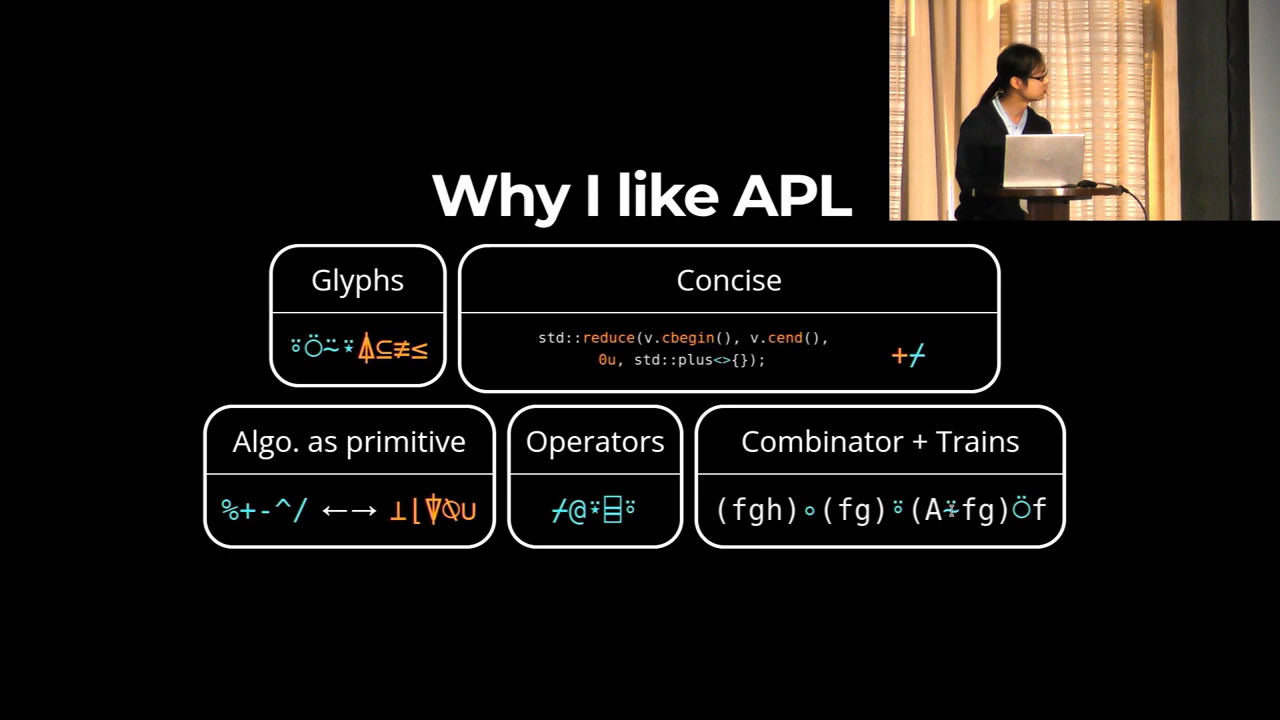 Why I like APL
Glyphs
⍤⍥⍨⍣⍋⊆≢≤
Concise
std::reduce(v.cbegin(), v.cend(),
0u, std::plus<>{});
+⌿
Algo. as primitive
%+-^/ ←→ ⊥⌊⍒⍉∪
Operators
⌿@⍣⌸⍤
Combinator + Trains
(fgh)∘(fg)⍤(A⍨fg)⍥f